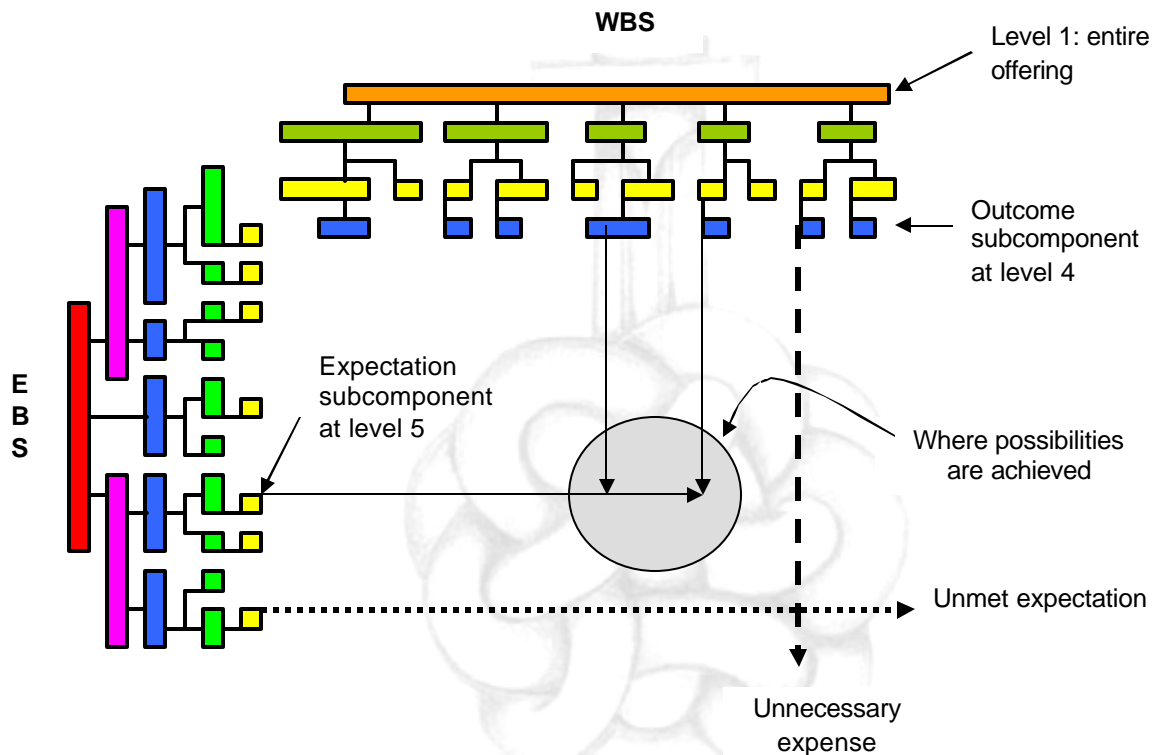 WBS
Level 1: entire
offering
Outcome
subcomponent
at level 4
E
B
S
Expectation
subcomponent
at level 5
Where possibilities
are achieved
Unmet expectation
Unnecessary
expense